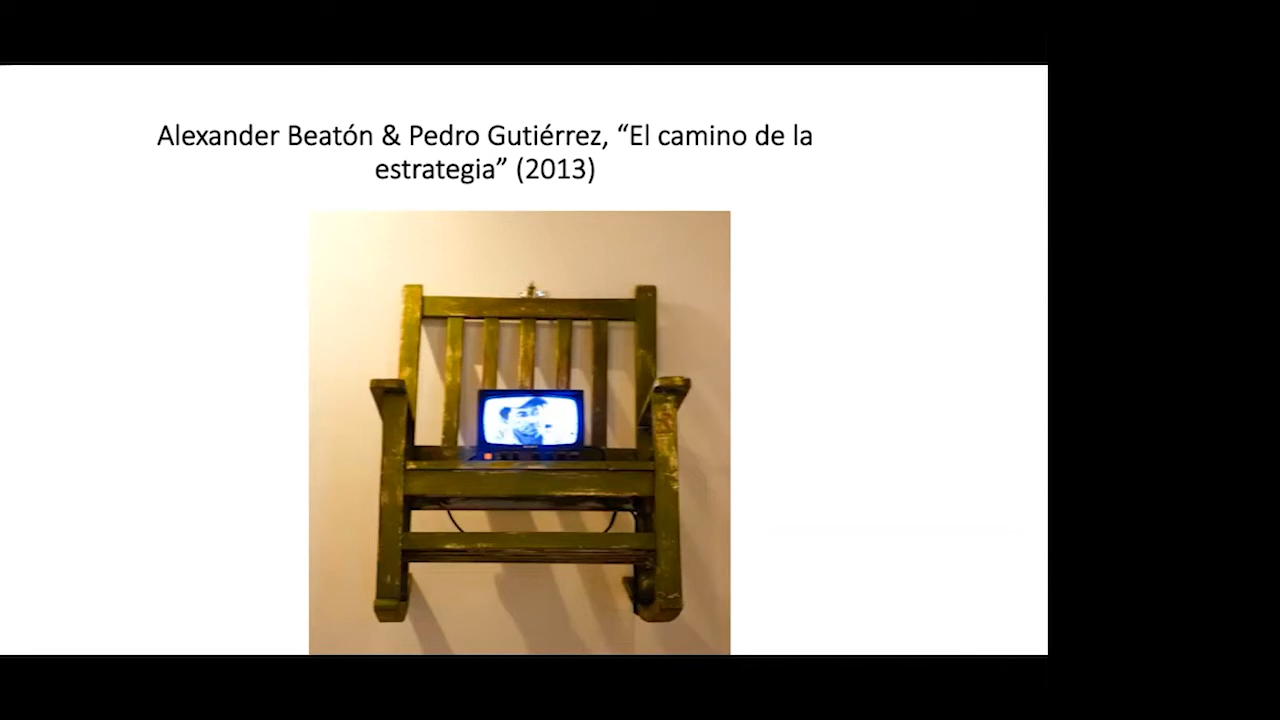 Alexander Beatón & Pedro Gutiérrez, “El camino de la
estrategia” (2013)